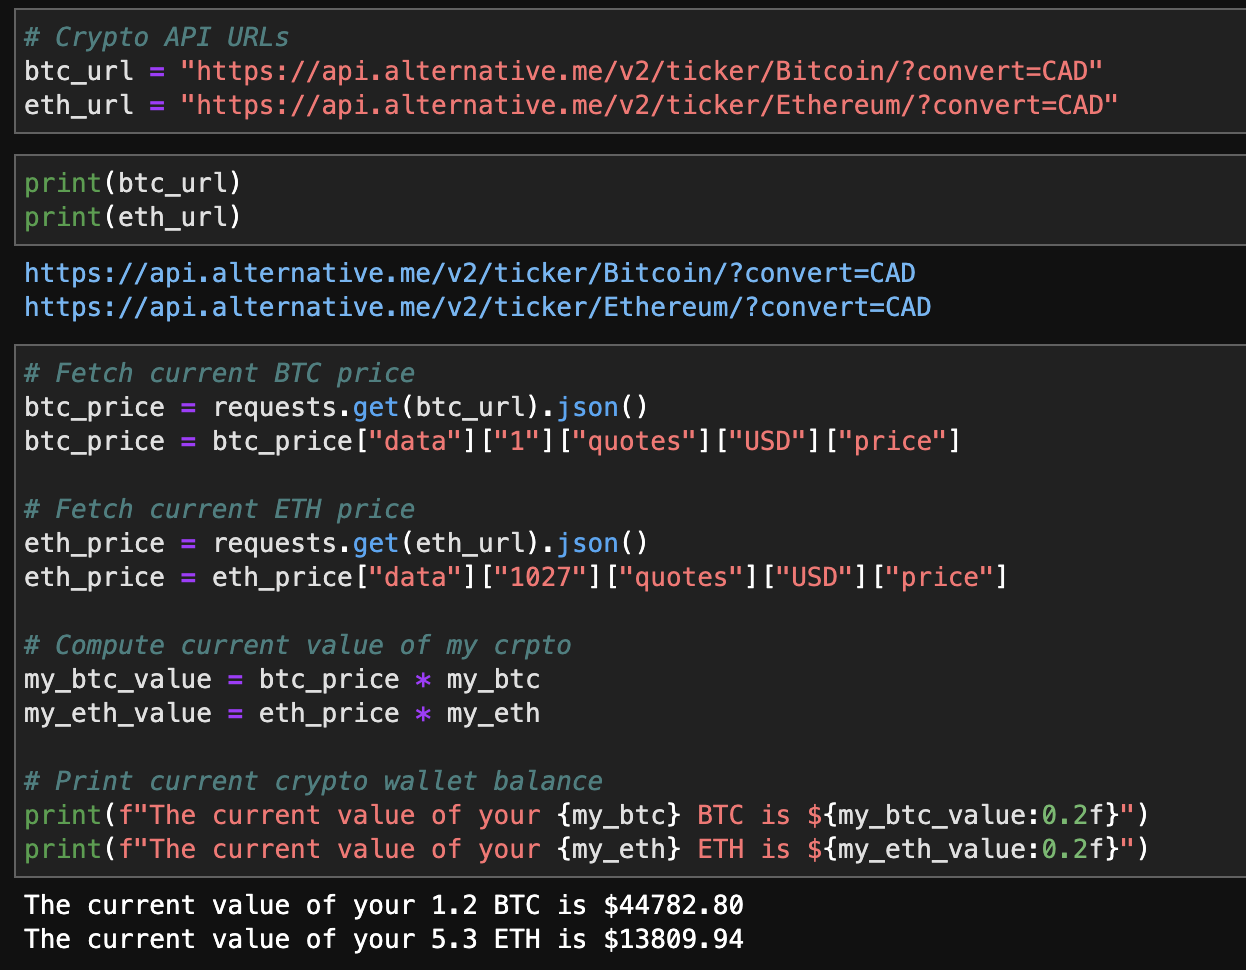 # Crypto API URLs
btc_url = "https://api.alternative.me/v2/ticker/Bitcoin/?convert=CAD"
eth_url = "https://api.alternative.me/v2/ticker/Ethereum/?convert=CAD"
print(btc_url)
print(eth_url)
https://api.alternative.me/v2/ticker/Bitcoin/?convert=CAD
https://api.alternative.me/v2/ticker/Ethereum/?convert=CAD
# Fetch current BTC price
btc_price = requests.get(btc_url).json()
btc_price = btc_price["data"]["1"]["quotes"]["USD"]["price"]
# Fetch current ETH price
eth_price = requests.get(eth_url).json()
eth_price = eth_price["data"]["1027"]["quotes"]["USD"]["price"]
# Compute current value of my crpto
my_btc_value = btc_price * my_btc
my_eth_value = eth_price * my_eth
# Print current crypto wallet balance
print(f"The current value of your {my_btc} BTC is ${my_btc_value:0.2f}")
print(f"The current value of your {my_eth} ETH is ${my_eth_value:0.2f}")
The current value of your 1.2 BTC is $44782.80
The current value of your 5.3 ETH is $13809.94